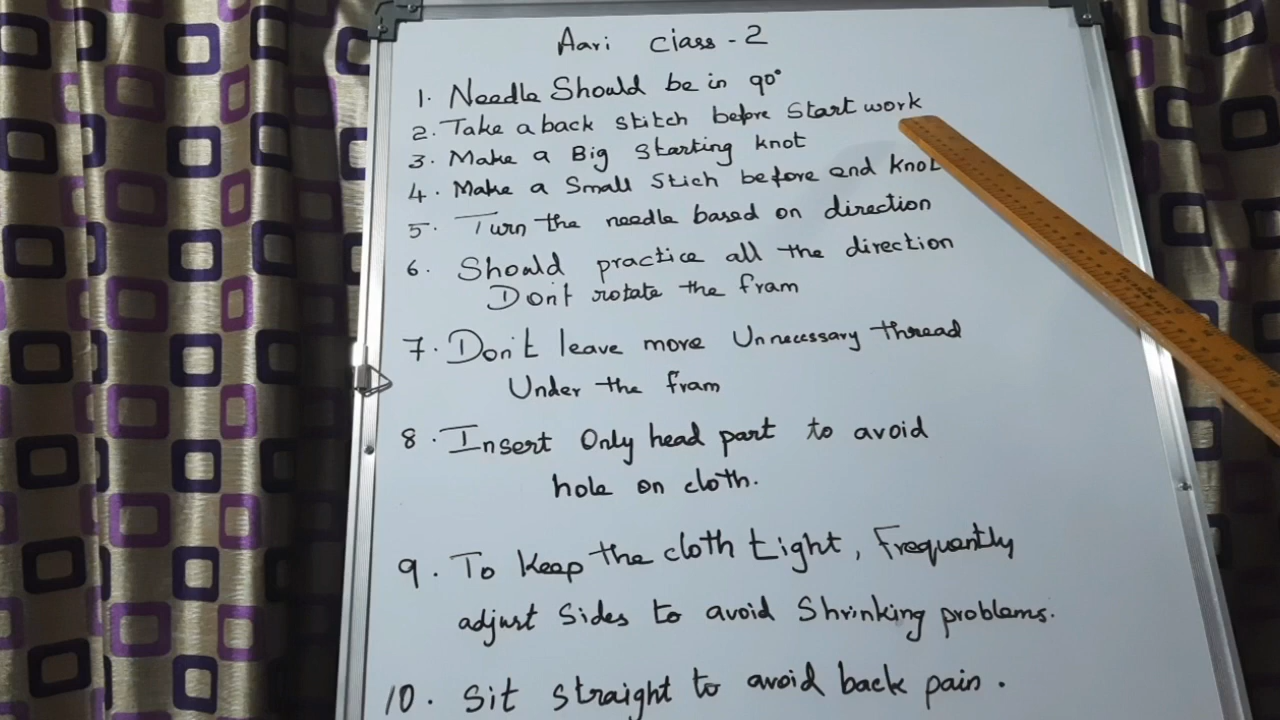 Aari class - 2
1. Needle Should be in 90°
2. Take a back stitch before Start work
3. Make a Big starting knot
4. Make a Small Stich before end knot
5. Turn the needle based on direction
6. Should practice all the direction
Don't rotate the fram
7. Don't leave more Unnecessary thread
Under the fram
8. Insert Only head part to avoid
hole on cloth.
9. To Keep the cloth tight, Frequently
adjust Sides to avoid Shrinking problems.
10. Sit straight to avoid back pain.